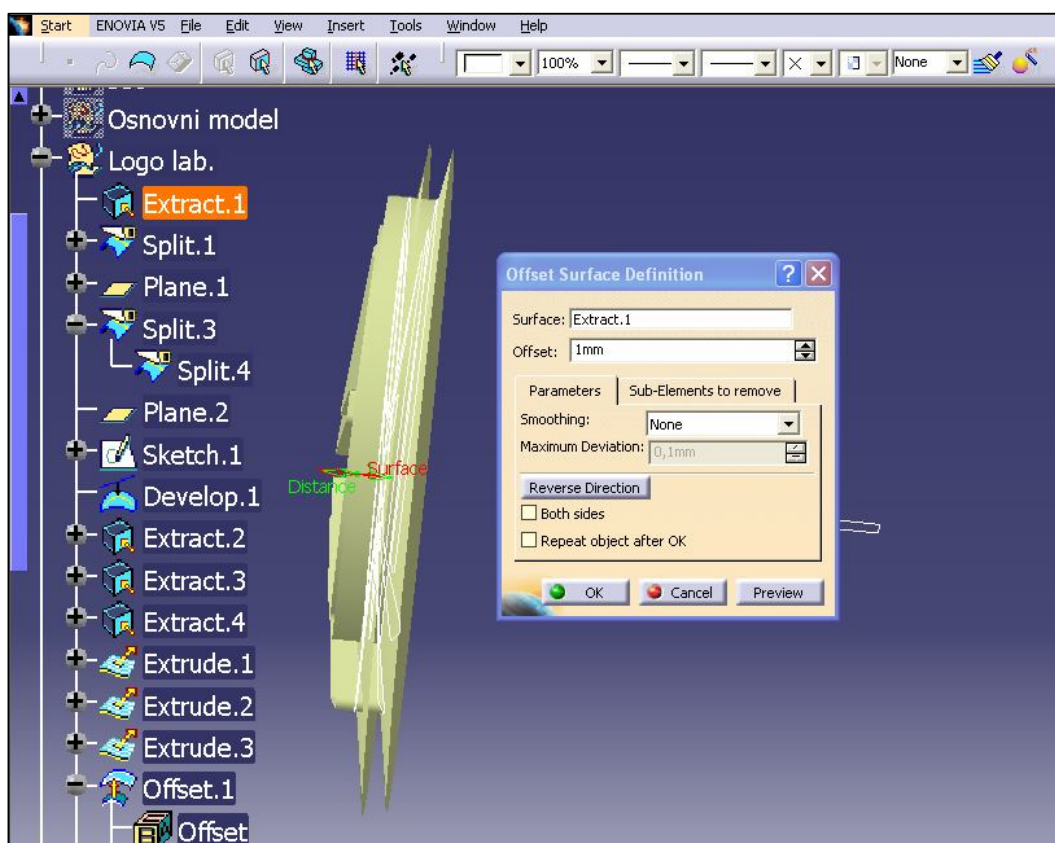 Start ENOVIA V5 File Edit View Insert Tools Window Help
100% None
Osnovni model
Logo lab.
Extract.1
Split.1
Plane.1
Split.3
Split.4
Plane.2
Sketch.1
Develop.1
Extract.2
Extract.3
Extract.4
Extrude.1
Extrude.2
Extrude.3
Offset.1
Offset
Surface
Distance
Offset Surface Definition
Surface: Extract.1
Offset: 1mm
Parameters Sub-Elements to remove
Smoothing: None
Maximum Deviation: 0,1mm
Reverse Direction
Both sides
Repeat object after OK
OK Cancel Preview